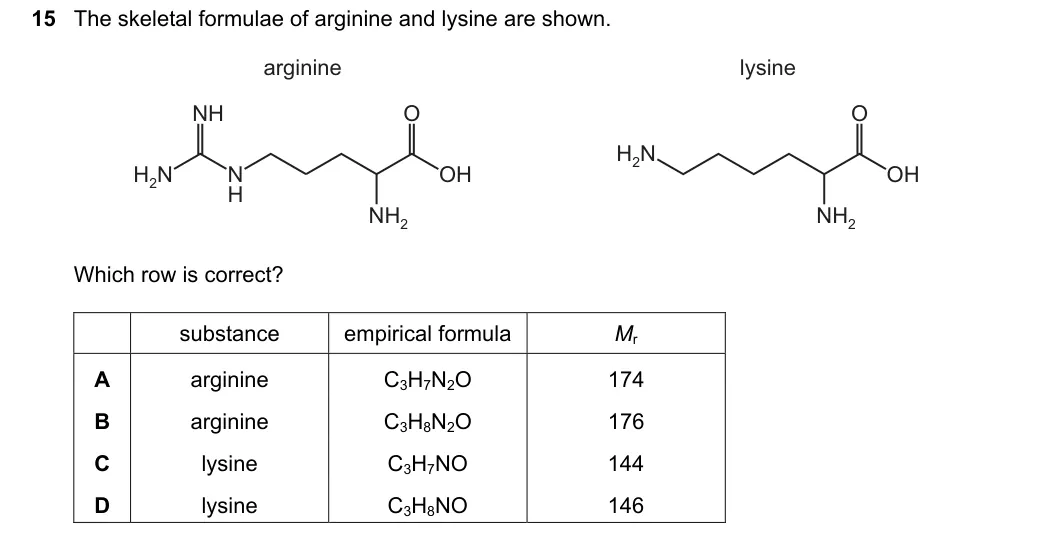 15 The skeletal formulae of arginine and lysine are shown.
arginine
lysine
NH
O
H₂N
N
H
OH
NH₂
H₂N
O
OH
NH₂
Which row is correct?
substance empirical formula Mᵣ
A arginine C₃H₇N₂O 174
B arginine C₃H₈N₂O 176
C lysine C₃H₇NO 144
D lysine C₃H₈NO 146